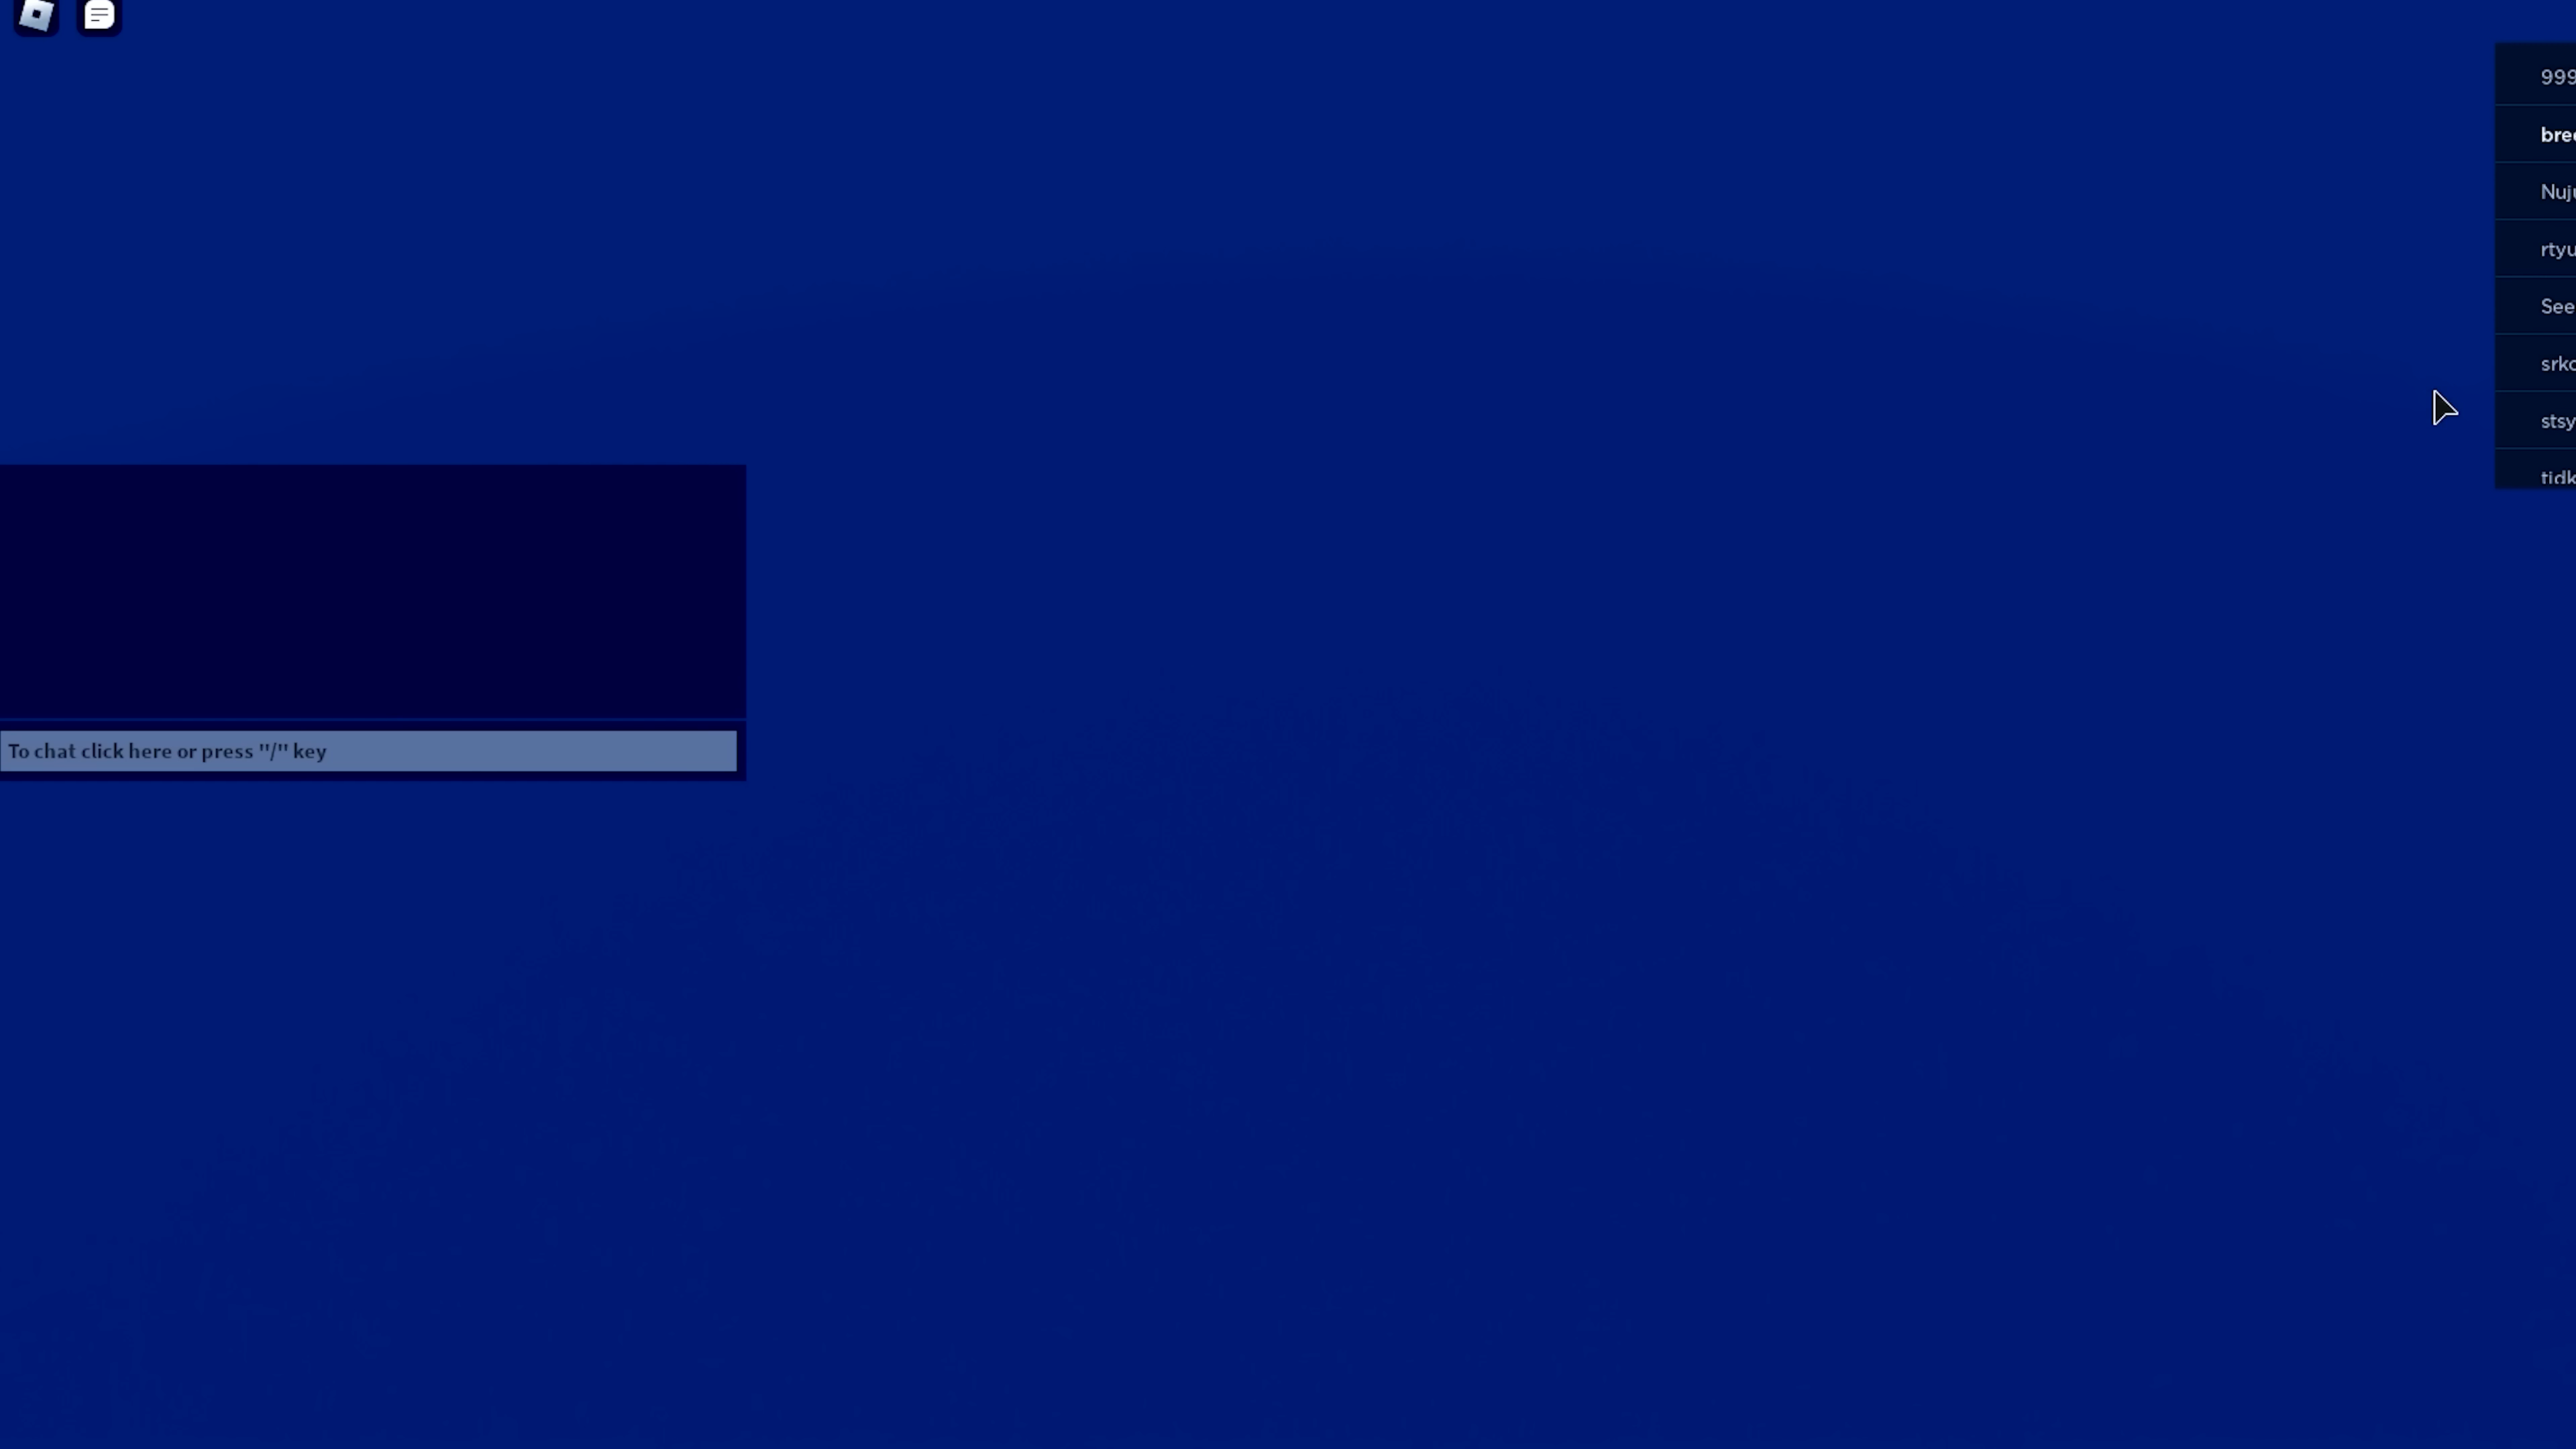 999
bre
Nuj
rtyu
See
srk
stsy
tidk
To chat click here or press "/" key